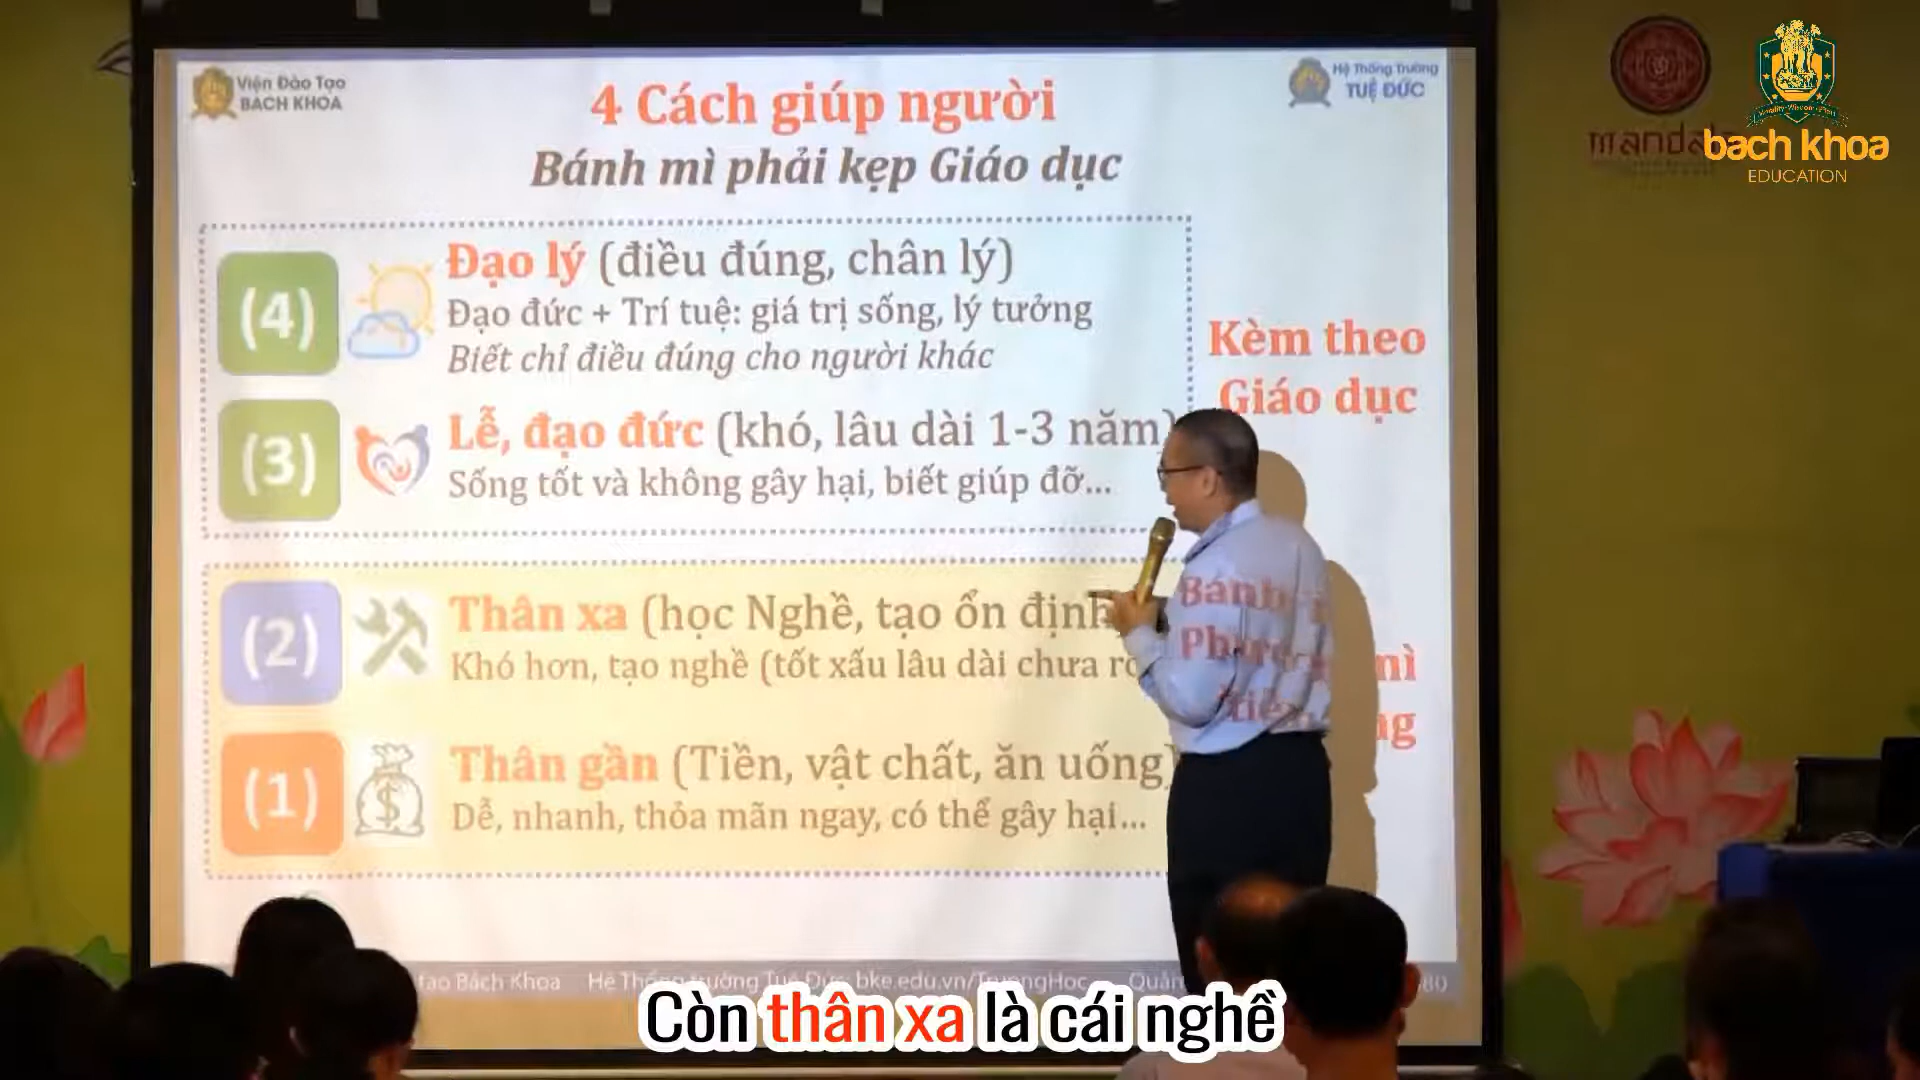 Viện Đào Tạo
BÁCH KHOA
4 Cách giúp người
Bánh mì phải kẹp Giáo dục
Hệ Thống Trường
TUỆ ĐỨC
bach khoa
EDUCATION
(4)
Đạo lý (điều đúng, chân lý)
Đạo đức + Trí tuệ: giá trị sống, lý tưởng
Biết chỉ điều đúng cho người khác
(3)
Lễ, đạo đức (khó, lâu dài 1-3 năm)
Sống tốt và không gây hại, biết giúp đỡ...
Kèm theo
Giáo dục
(2)
Thân xa (học Nghề, tạo ổn định
Khó hơn, tạo nghề (tốt xấu lâu dài chưa
(1)
Thân gần (Tiền, vật chất, ăn uống)
Dễ, nhanh, thỏa mãn ngay, có thể gây hại...
Bánh mì
tạo Bách Khoa Hệ Thống trường Tuệ Đức: bke.edu.vn/TruongHoc
Còn thân xa là cái nghề